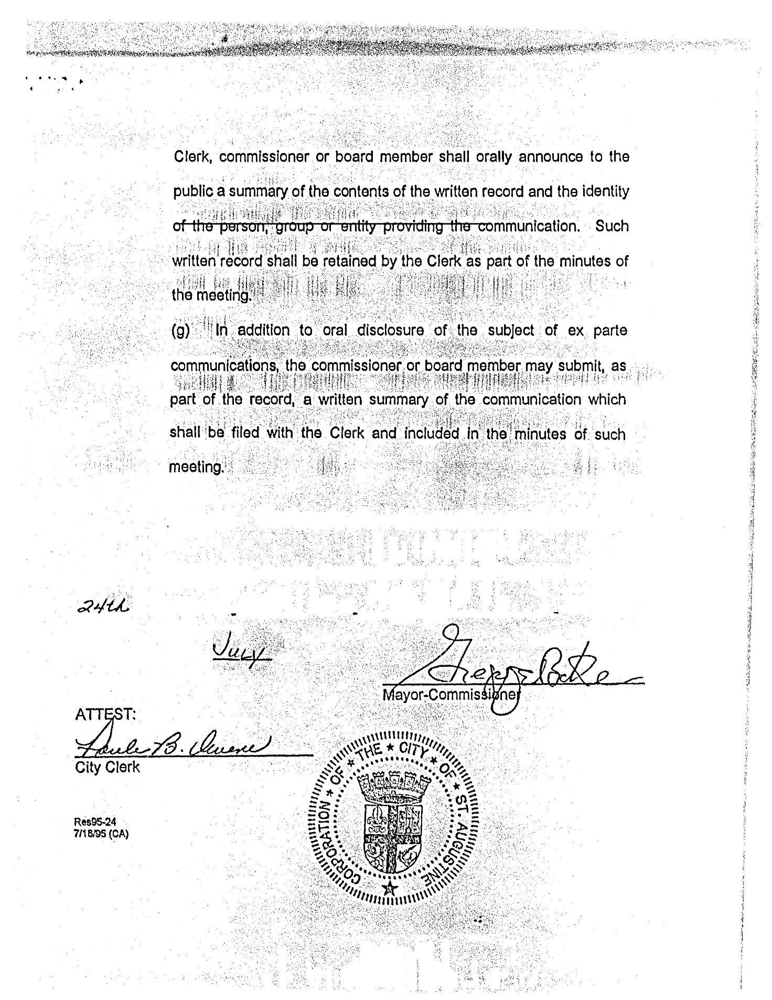 Clerk, commissioner or board member shall orally announce to the
public a summary of the contents of the written record and the identity
of the person, group or entity providing the communication. Such
written record shall be retained by the Clerk as part of the minutes of
the meeting.
(g) In addition to oral disclosure of the subject of ex parte
communications, the commissioner or board member may submit, as
part of the record, a written summary of the communication which
shall be filed with the Clerk and included in the minutes of such
meeting.
24th
July
Mayor-Commissioner
ATTEST:
City Clerk
CORPORATION ★ OF ★ THE ★ CITY ★ OF ★ ST. AUGUSTINE
Res95-24
7/18/95 (CA)